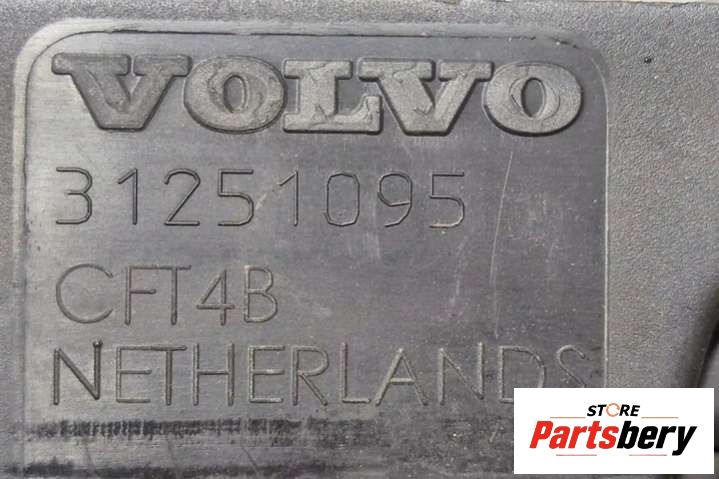 VOLVO
31251095
CFT4B
NETHERLANDS
STORE
Partsbery